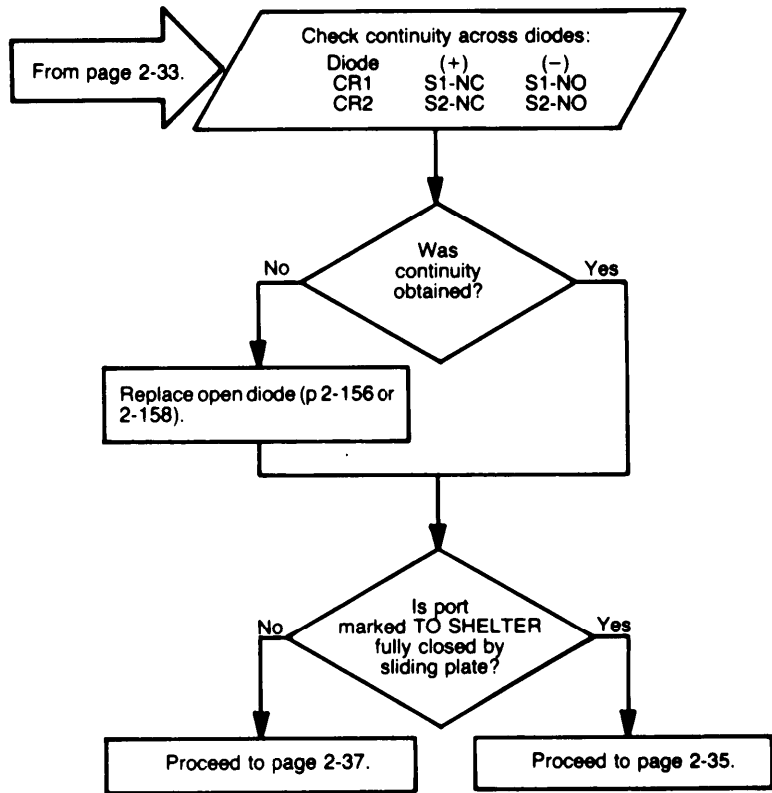 From page 2-33.
Check continuity across diodes:
Diode (+) (−)
CR1 S1-NC S1-NO
CR2 S2-NC S2-NO
Was
continuity
obtained?
No
Yes
Replace open diode (p 2-156 or
2-158).
Is port
marked TO SHELTER
fully closed by
sliding plate?
No
Yes
Proceed to page 2-37.
Proceed to page 2-35.